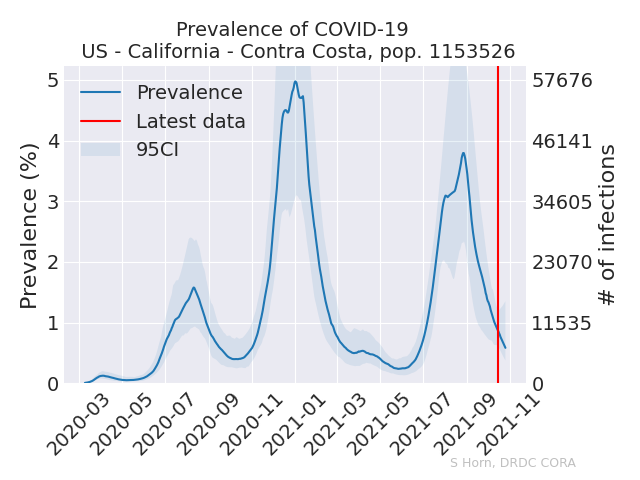 Prevalence of COVID-19
US - California - Contra Costa, pop. 1153526
Prevalence
Latest data
95CI
Prevalence (%)
5
4
3
2
1
0
57676
46141
34605
23070
11535
0
# of infections
2020-03
2020-05
2020-07
2020-09
2020-11
2021-01
2021-03
2021-05
2021-07
2021-09
2021-11
S Horn, DRDC CORA